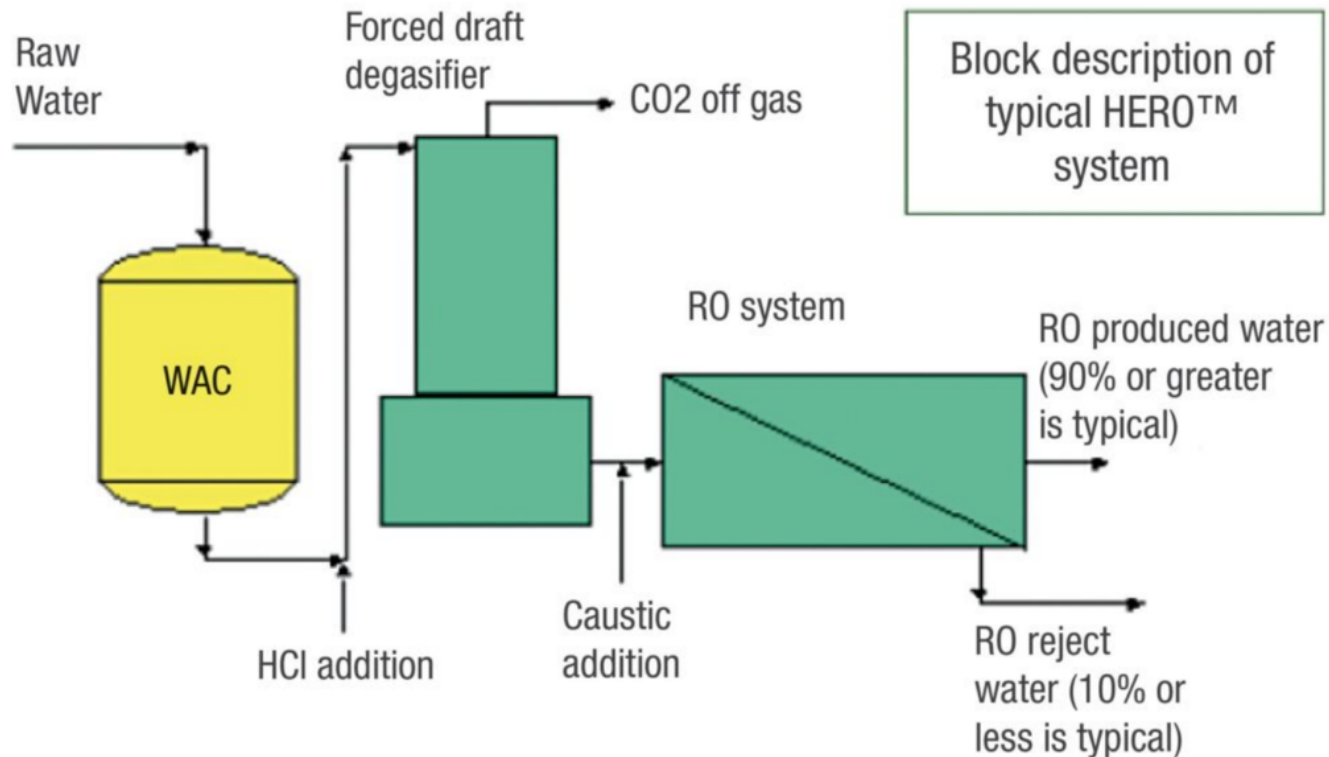 Raw
Water
Forced draft
degasifier
CO2 off gas
Block description of
typical HERO™
system
WAC
RO system
RO produced water
(90% or greater
is typical)
HCl addition
Caustic
addition
RO reject
water (10% or
less is typical)